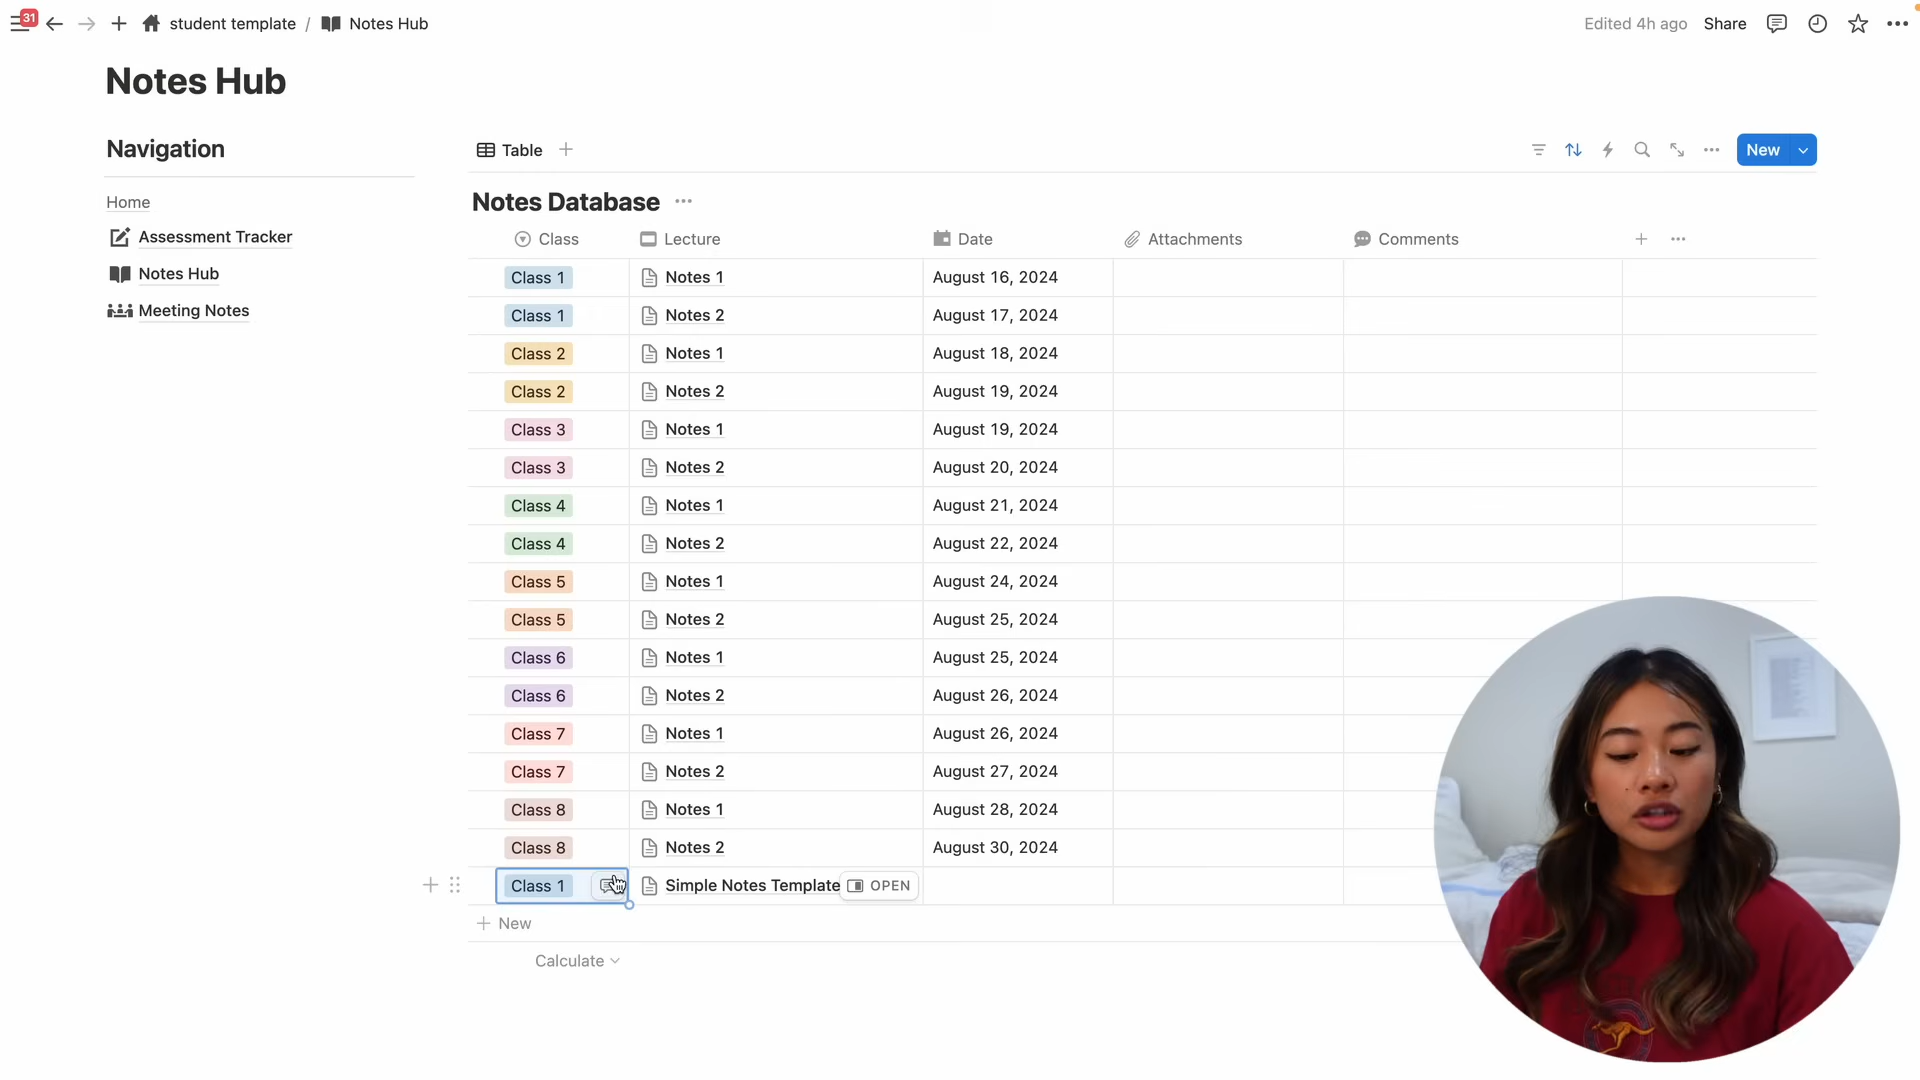 31
student template / Notes Hub
Edited 4h ago
Share
Notes Hub
Navigation
Home
Assessment Tracker
Notes Hub
Meeting Notes
Table
New
Notes Database
Class Lecture Date Attachments Comments
Class 1 Notes 1 August 16, 2024
Class 1 Notes 2 August 17, 2024
Class 2 Notes 1 August 18, 2024
Class 2 Notes 2 August 19, 2024
Class 3 Notes 1 August 19, 2024
Class 3 Notes 2 August 20, 2024
Class 4 Notes 1 August 21, 2024
Class 4 Notes 2 August 22, 2024
Class 5 Notes 1 August 24, 2024
Class 5 Notes 2 August 25, 2024
Class 6 Notes 1 August 25, 2024
Class 6 Notes 2 August 26, 2024
Class 7 Notes 1 August 26, 2024
Class 7 Notes 2 August 27, 2024
Class 8 Notes 1 August 28, 2024
Class 8 Notes 2 August 30, 2024
Class 1 Simple Notes Template OPEN
New
Calculate